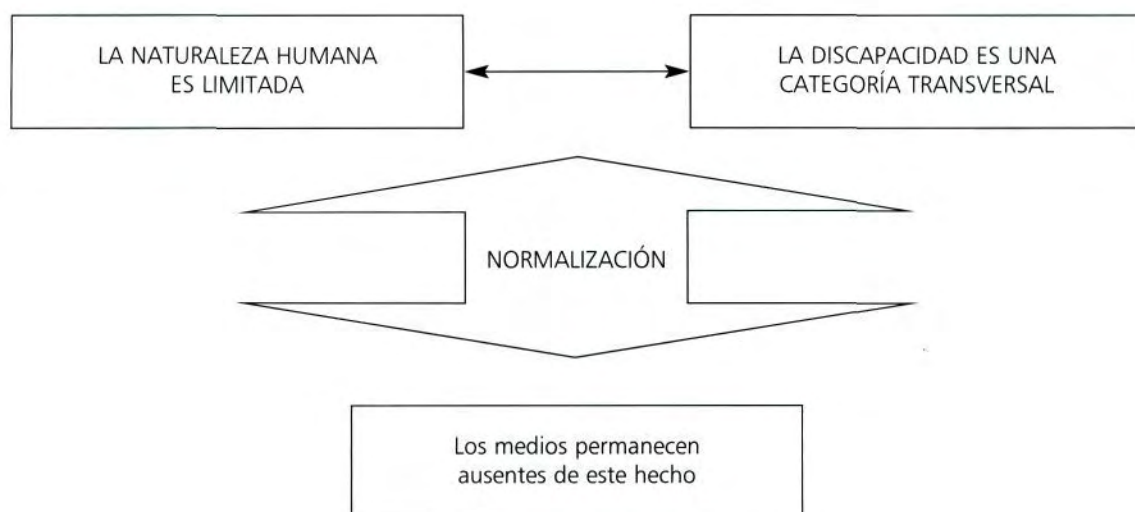 LA NATURALEZA HUMANA
ES LIMITADA
LA DISCAPACIDAD ES UNA
CATEGORÍA TRANSVERSAL
NORMALIZACIÓN
Los medios permanecen
ausentes de este hecho